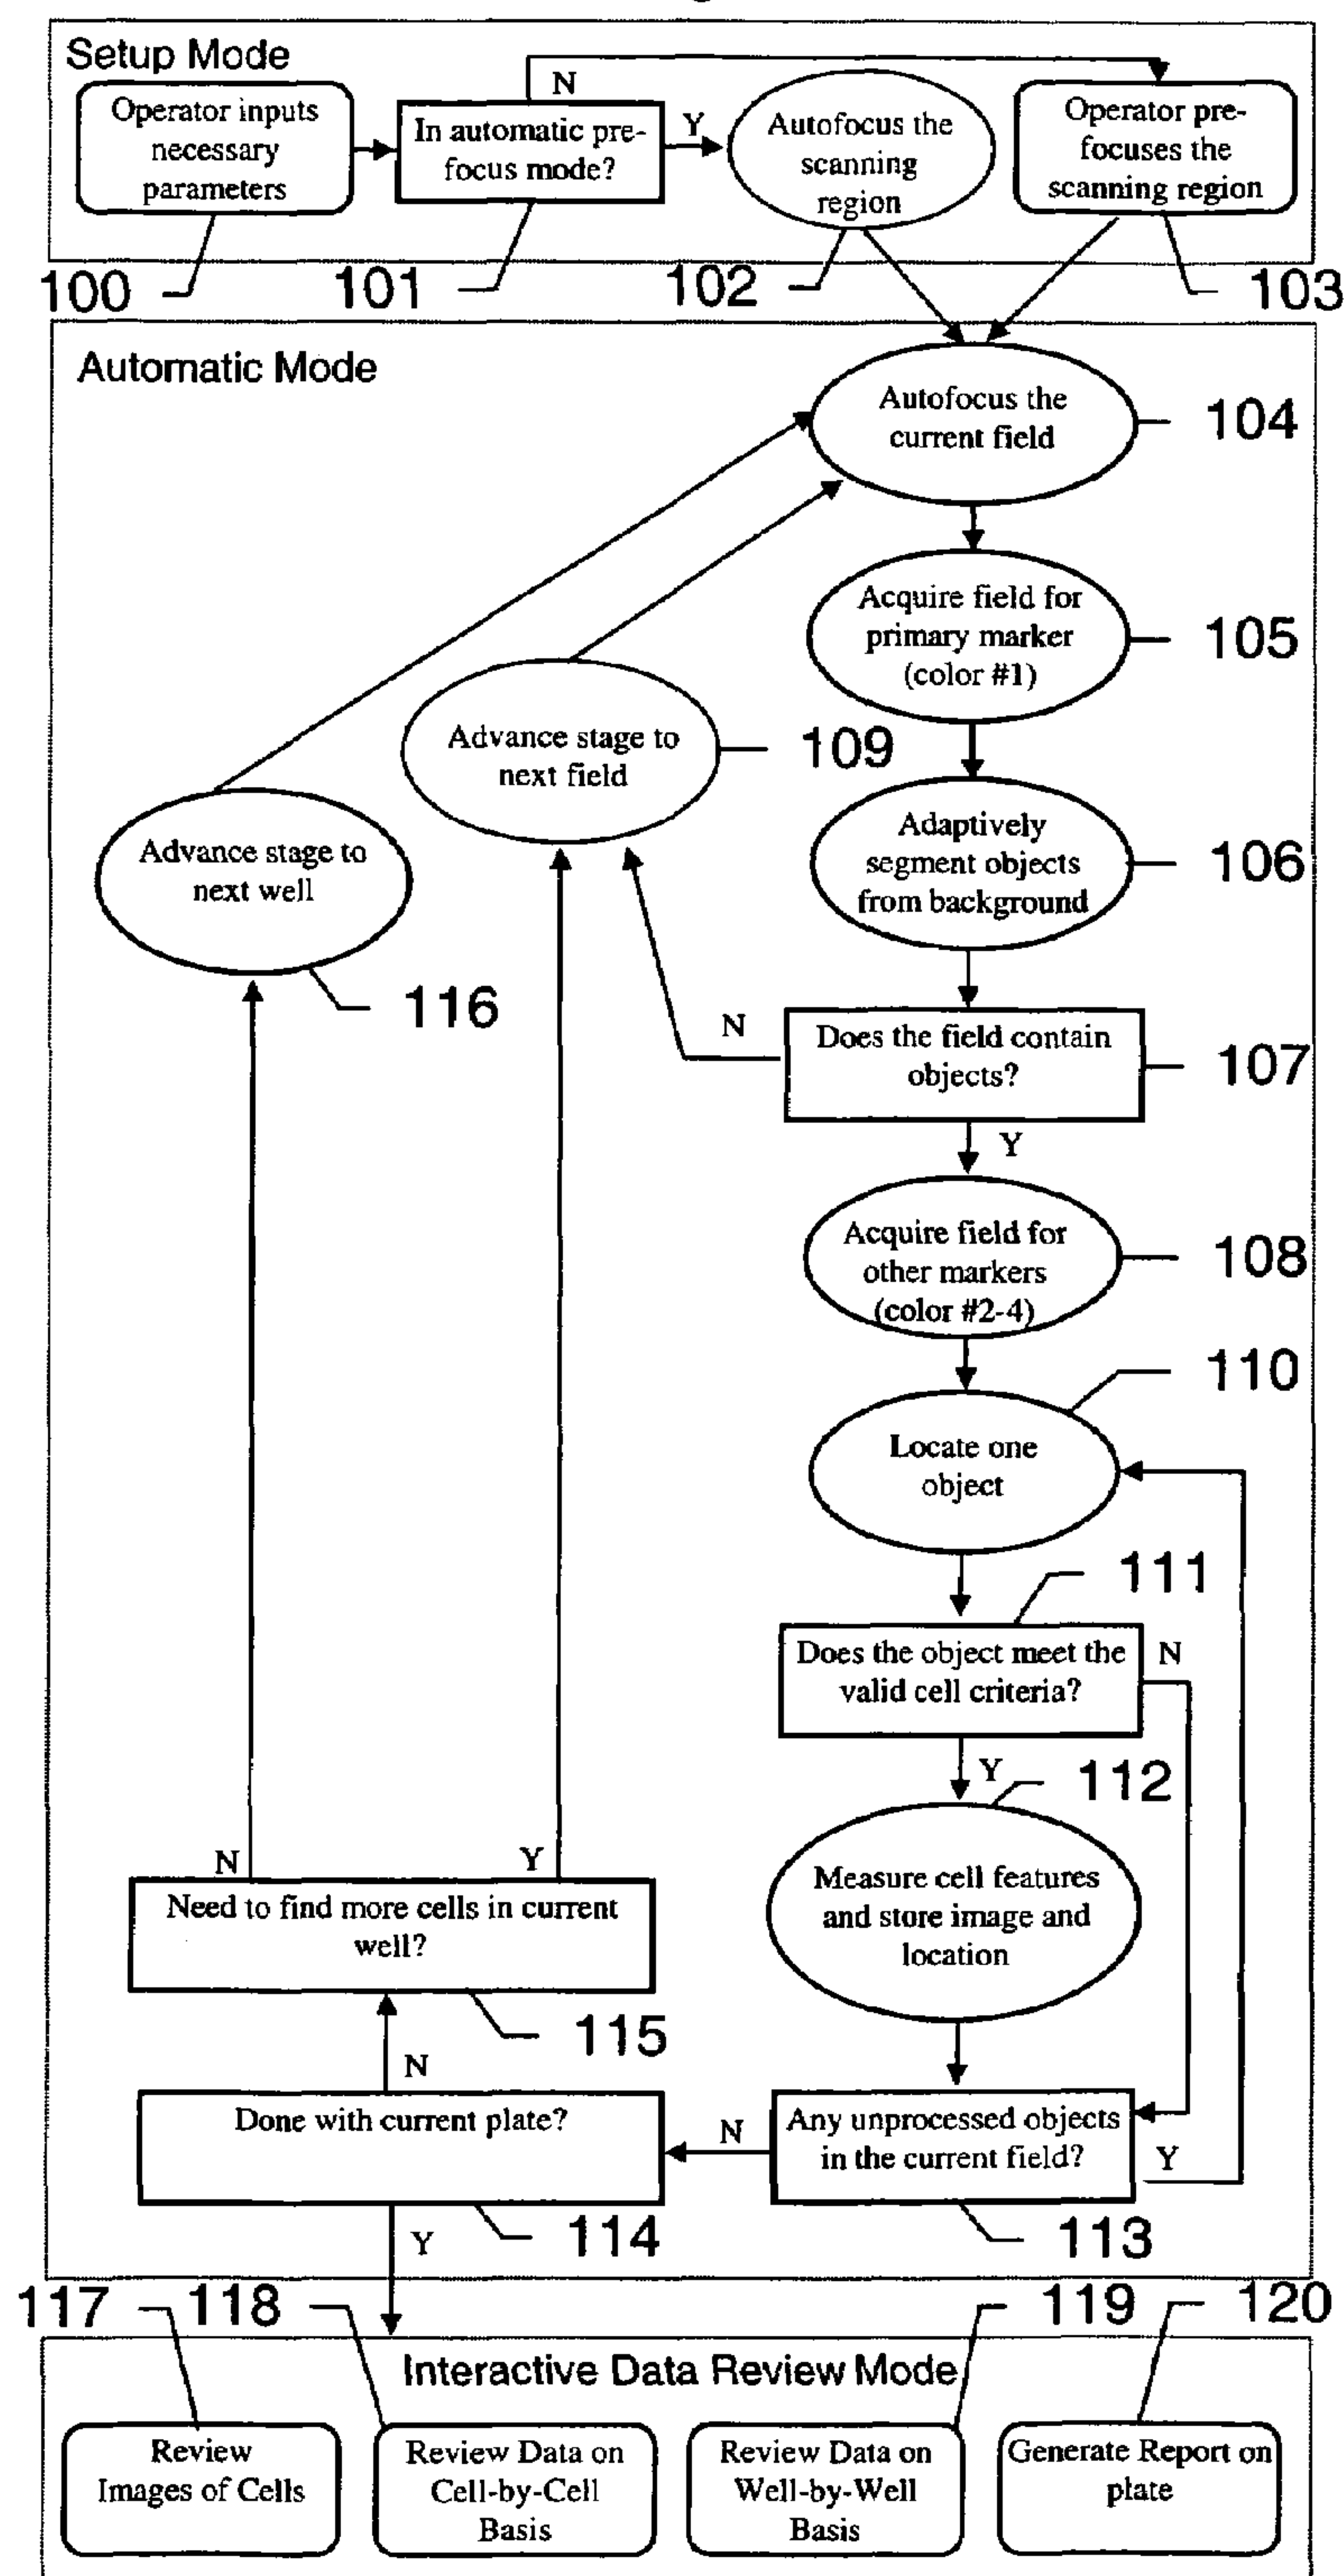 Setup Mode
Operator inputs
necessary
parameters
N
In automatic pre-
focus mode?
Y
Autofocus the
scanning
region
Operator pre-
focuses the
scanning region
100
101
102
103
Automatic Mode
Autofocus the
current field
104
Acquire field for
primary marker
(color #1)
105
Advance stage to
next field
109
Adaptively
segment objects
from background
106
Advance stage to
next well
116
N
Does the field contain
objects?
107
Y
Acquire field for
other markers
(color #2-4)
108
110
Locate one
object
111
Does the object meet the
valid cell criteria?
N
Y
112
Measure cell features
and store image and
location
N
Y
Need to find more cells in current
well?
115
N
Done with current plate?
N
Any unprocessed objects
in the current field?
Y
114
113
Y
117
118
119
120
Interactive Data Review Mode
Review
Images of Cells
Review Data on
Cell-by-Cell
Basis
Review Data on
Well-by-Well
Basis
Generate Report on
plate